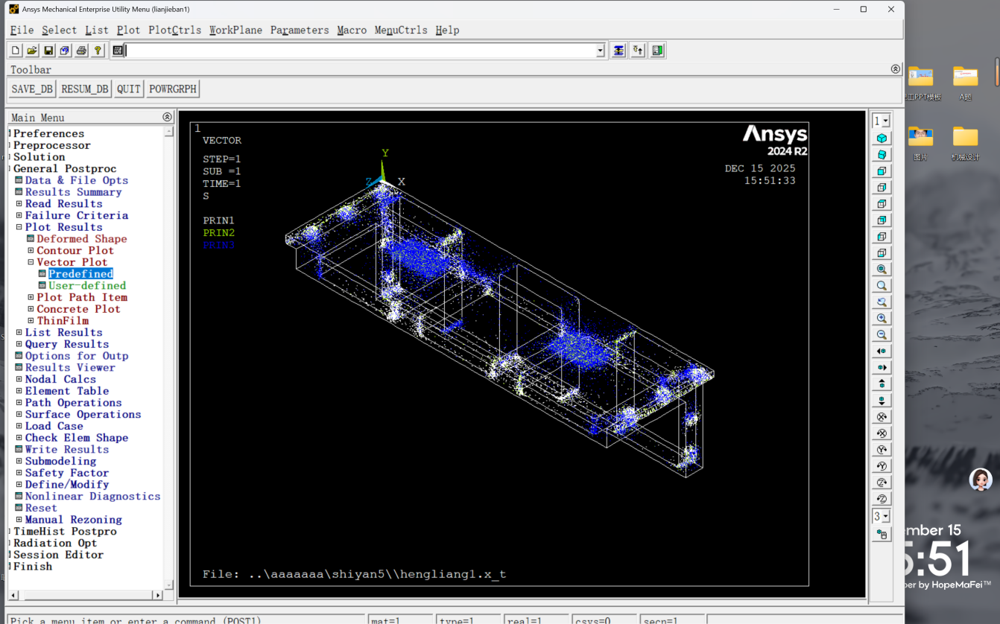 Ansys Mechanical Enterprise Utility Menu (lianjieban1)
File Select List Plot PlotCtrls WorkPlane Parameters Macro MenuCtrls Help
Toolbar
SAVE_DB RESUM_DB QUIT POWRGRPH
Main Menu
Preferences
Preprocessor
Solution
General Postproc
Data & File Opts
Results Summary
Read Results
Failure Criteria
Plot Results
Deformed Shape
Contour Plot
Vector Plot
Predefined
User-defined
Plot Path Item
Concrete Plot
ThinFilm
List Results
Query Results
Options for Outp
Results Viewer
Nodal Calcs
Element Table
Path Operations
Surface Operations
Load Case
Check Elem Shape
Write Results
Submodeling
Safety Factor
Define/Modify
Nonlinear Diagnostics
Reset
Manual Rezoning
TimeHist Postpro
Radiation Opt
Session Editor
Finish
1
VECTOR
STEP=1
SUB =1
TIME=1
S
PRIN1
PRIN2
PRIN3
Y
Z X
Ansys
2024 R2
DEC 15 2025
15:51:33
File: ..\aaaaaaa\shiyan5\\hengliang1.x_t
1
3
Pick a menu item or enter a command (POST1) mat=1 type=1 real=1 csys=0 secn=1
工PPT模板 A题
图片 机械设计
mber 15
5:51
per by HopeMaFei™